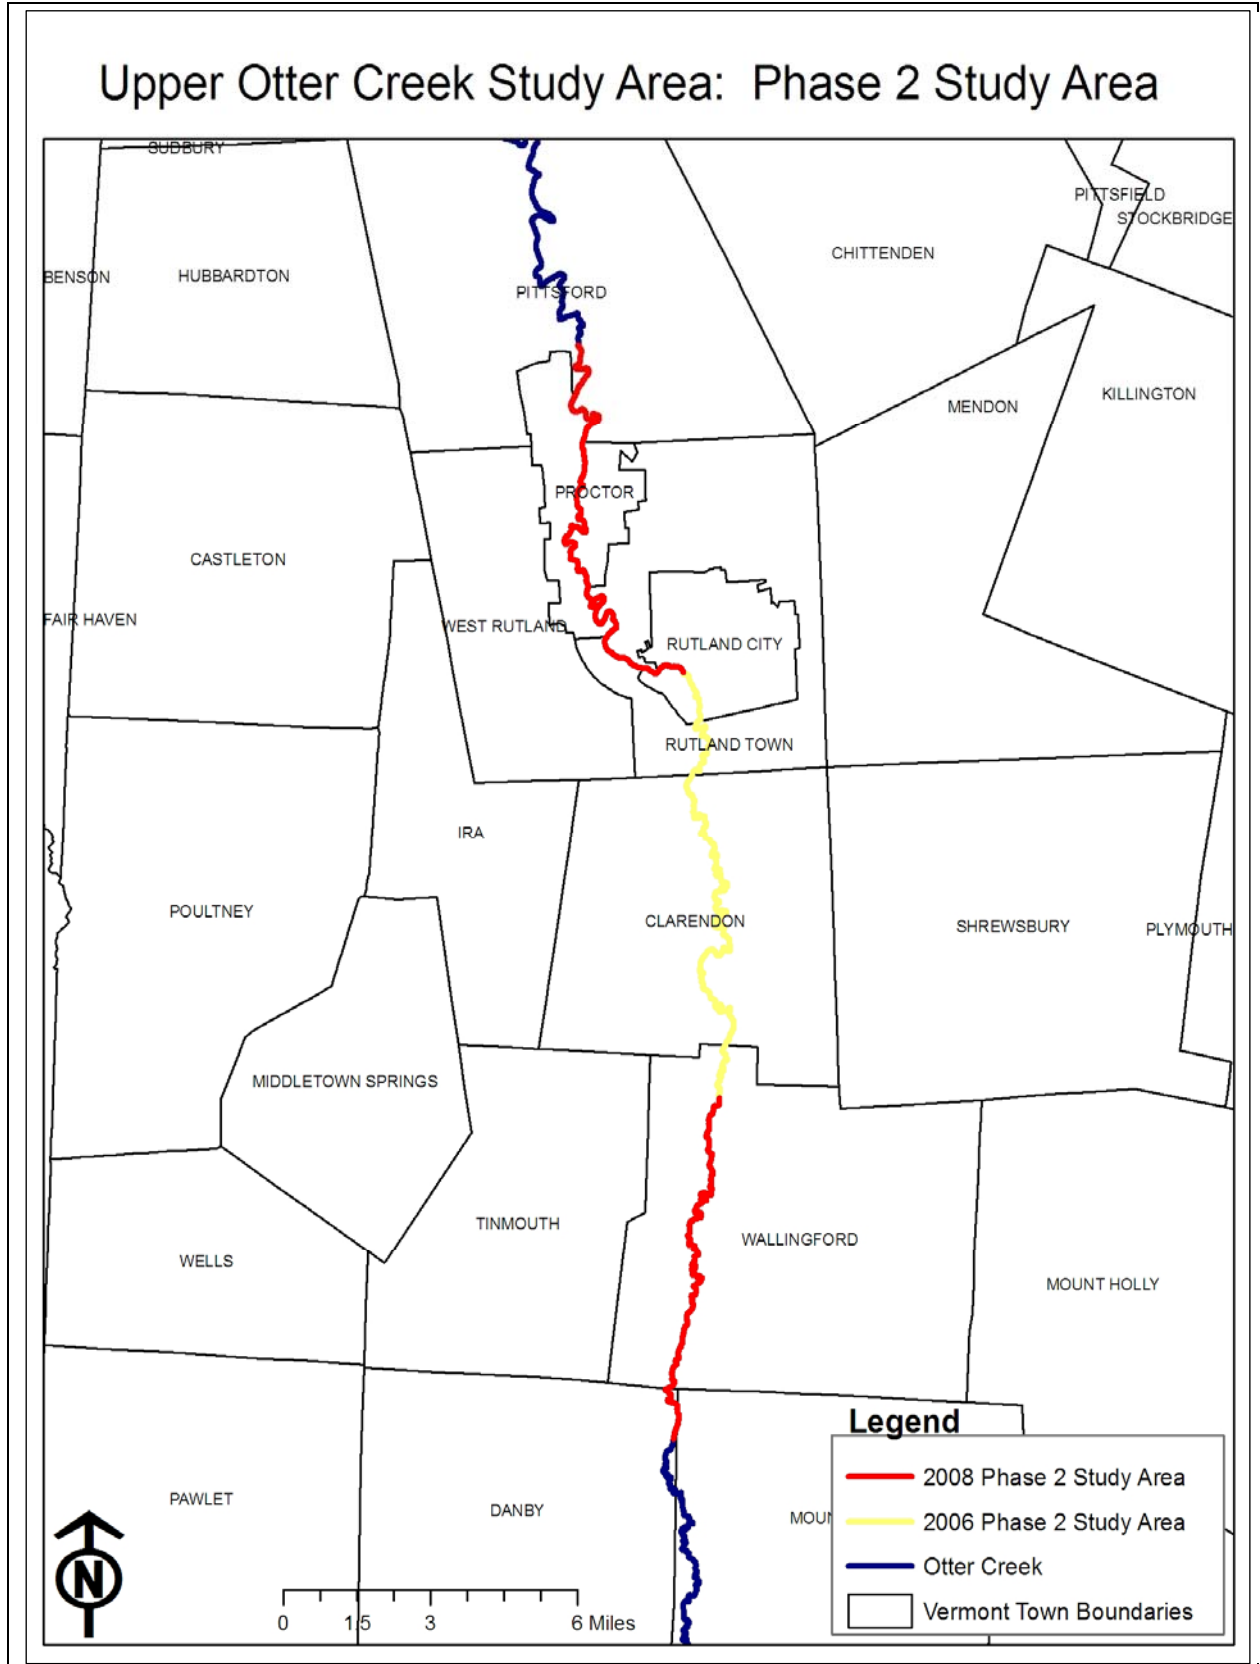 Upper Otter Creek Study Area: Phase 2 Study Area
SUDBURY
PITTSFIELD
STOCKBRIDGE
CHITTENDEN
BENSON
HUBBARDTON
PITTSFORD
KILLINGTON
MENDON
PROCTOR
CASTLETON
FAIR HAVEN
WEST RUTLAND
RUTLAND CITY
RUTLAND TOWN
IRA
POULTNEY
CLARENDON
SHREWSBURY
PLYMOUTH
MIDDLETOWN SPRINGS
TINMOUTH
WALLINGFORD
WELLS
MOUNT HOLLY
Legend
2008 Phase 2 Study Area
PAWLET
DANBY
MOUN
2006 Phase 2 Study Area
Otter Creek
Vermont Town Boundaries
N
0 1.5 3 6 Miles